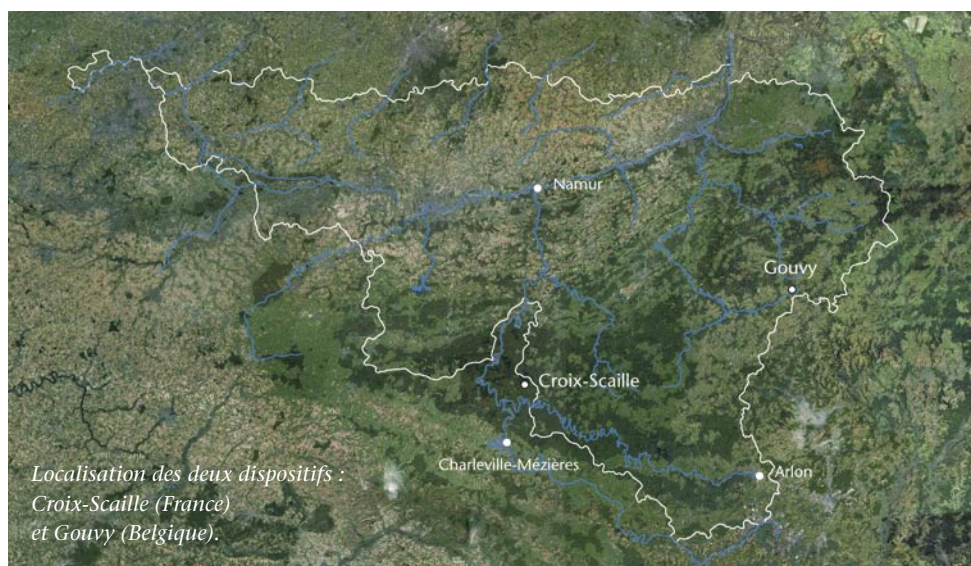 Namur
Gouvy
Croix-Scaille
Charleville-Mézières
Arlon
Localisation des deux dispositifs :
Croix-Scaille (France)
et Gouvy (Belgique).